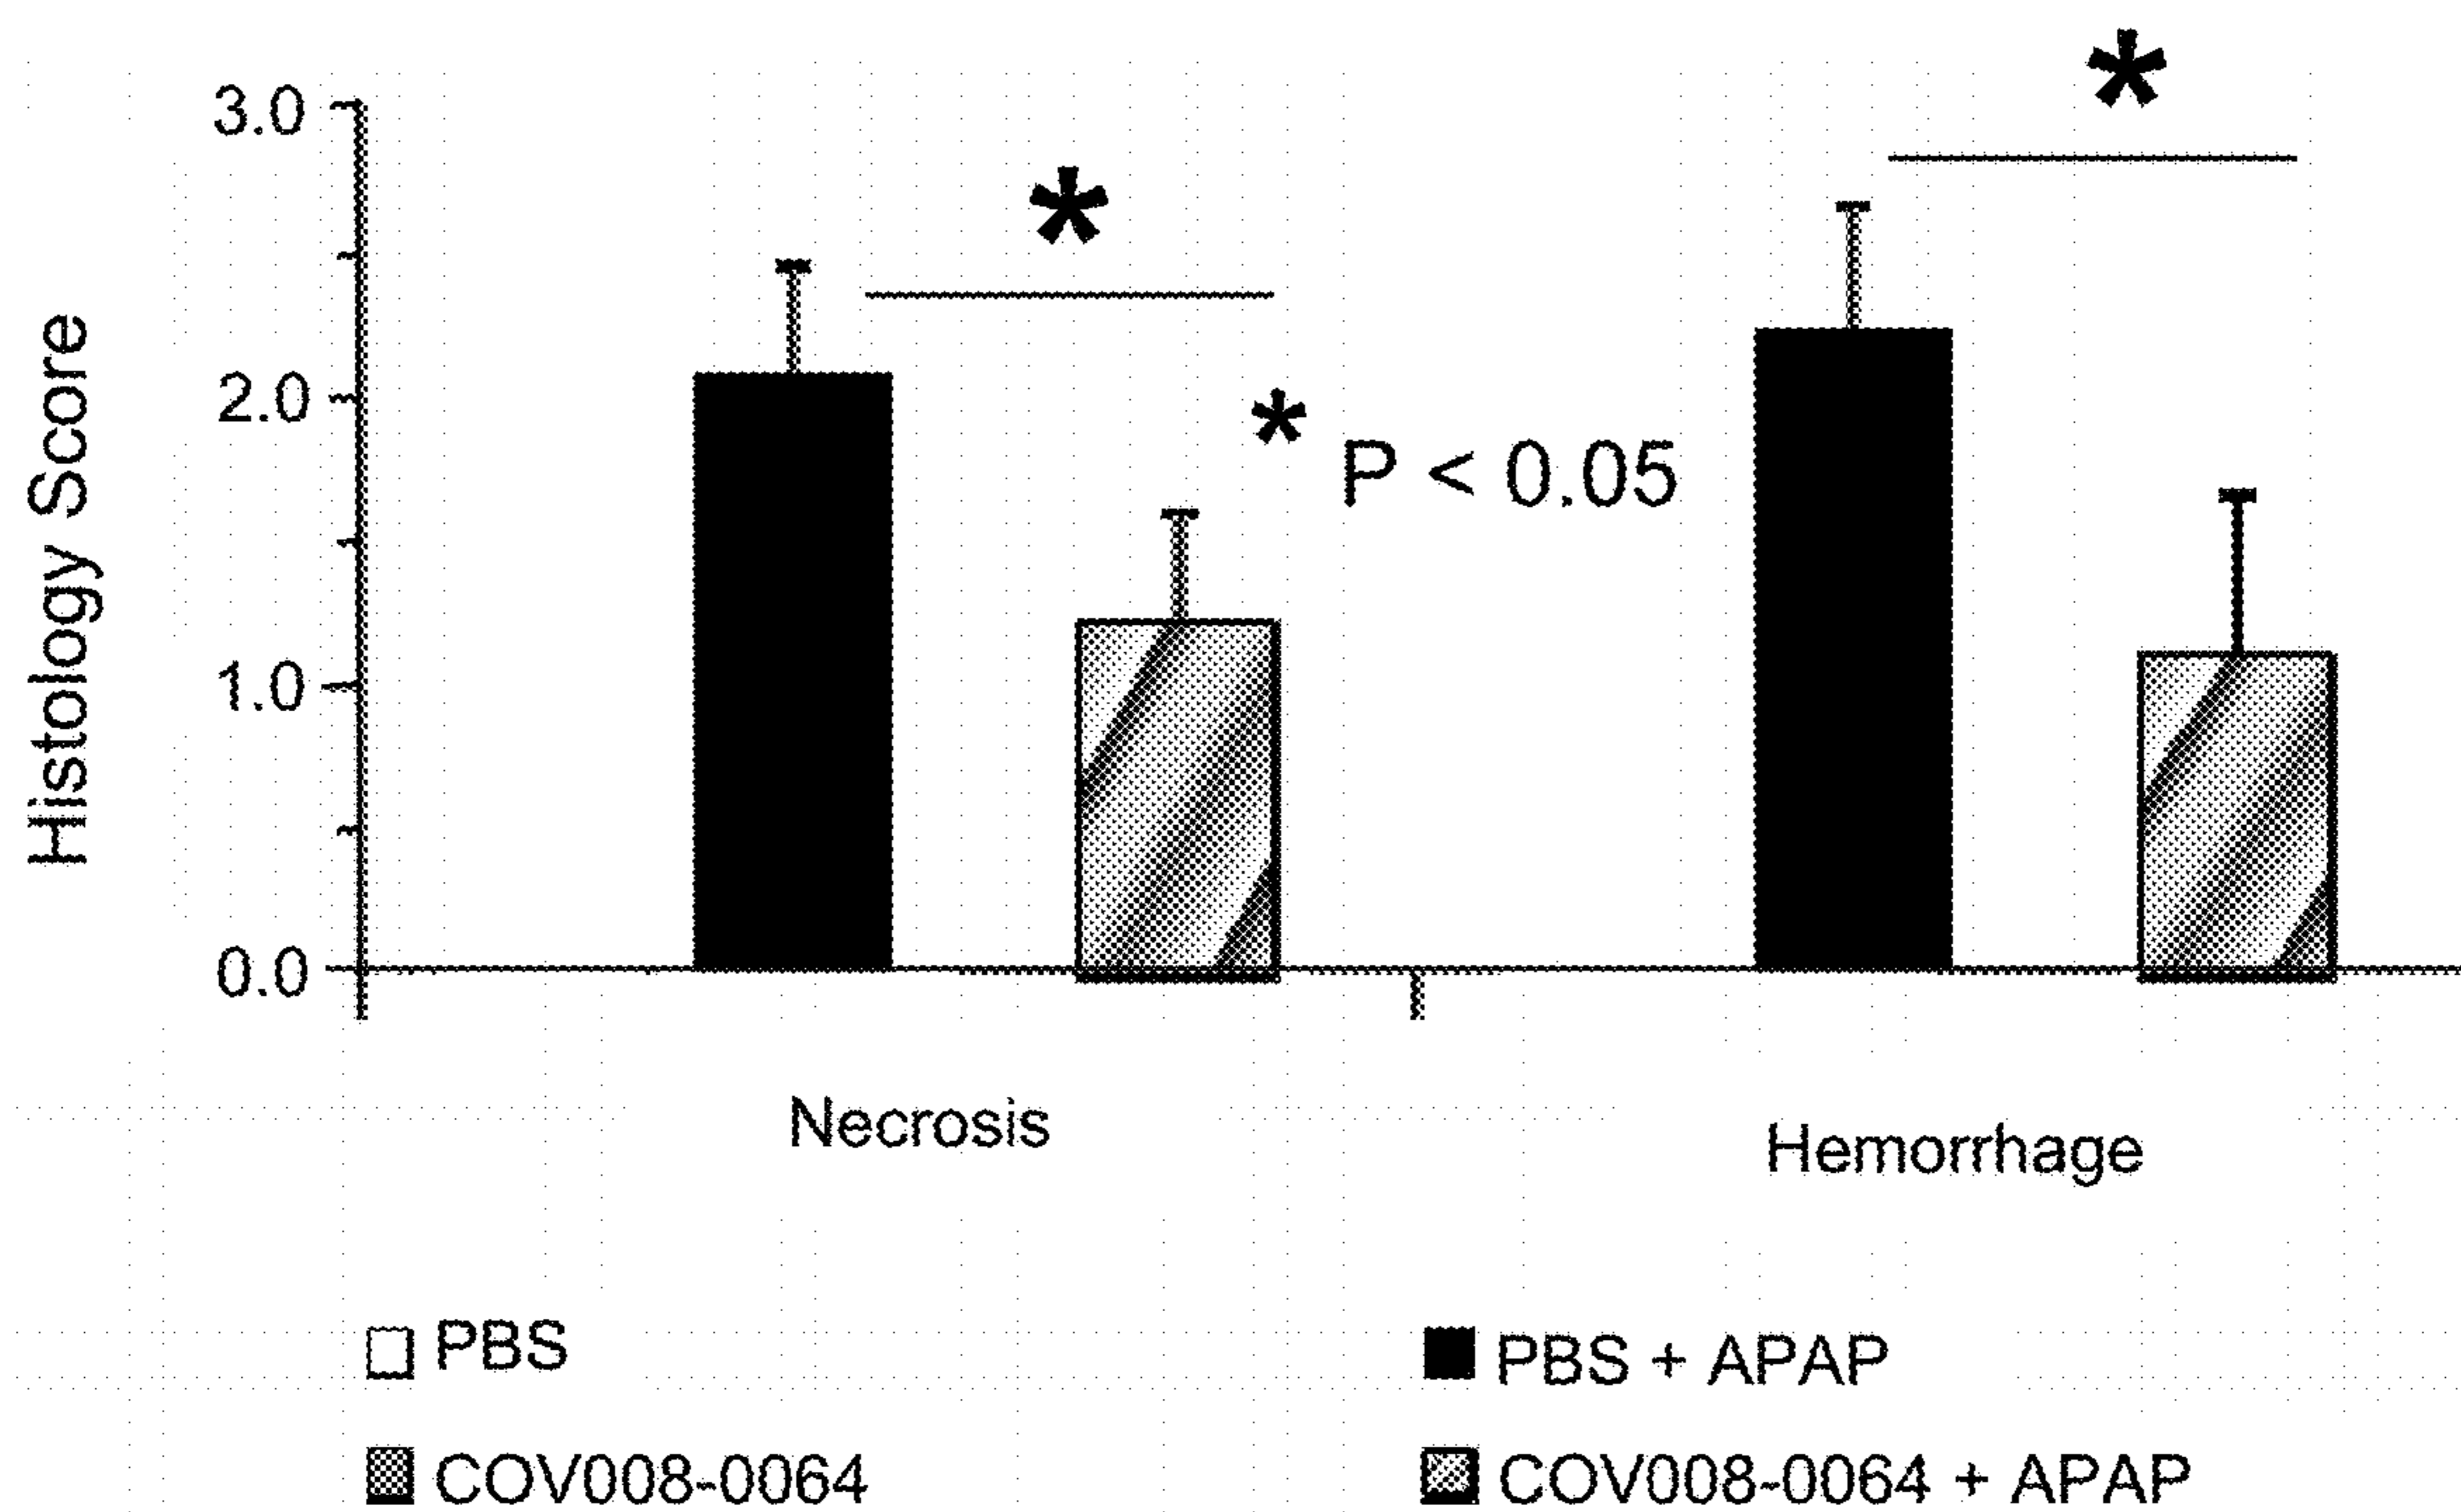 *
3.0
*
2.0
*
P < 0.05
1.0
0.0
Histology Score
Necrosis
Hemorrhage
PBS
PBS + APAP
COV008-0064
COV008-0064 + APAP